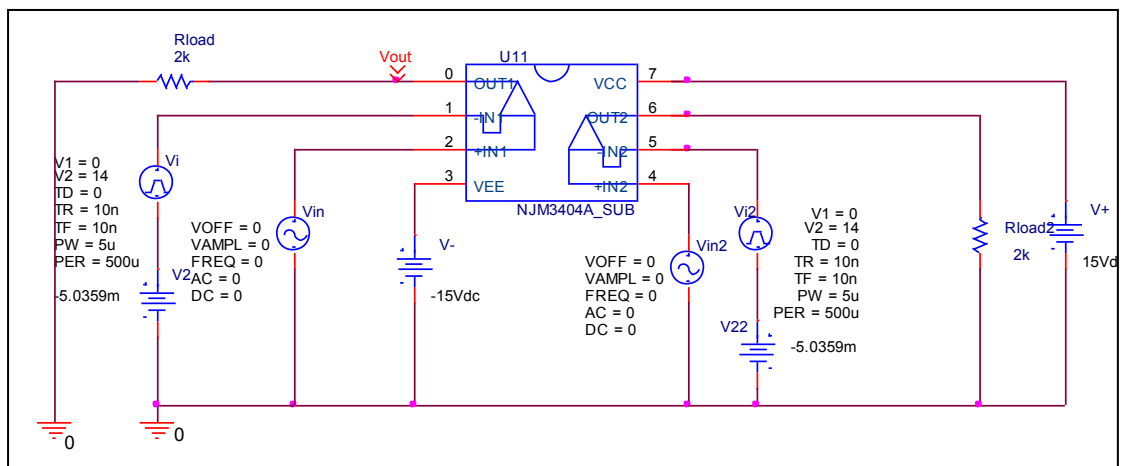 Rload
2k
Vout
U11
0
OUT1
VCC
7
1
-IN1
OUT2
6
2
+IN1
-IN2
5
3
VEE
+IN2
4
NJM3404A_SUB
Vi
V1 = 0
V2 = 14
TD = 0
TR = 10n
TF = 10n
PW = 5u
PER = 500u
V2
-5.0359m
Vin
VOFF = 0
VAMPL = 0
FREQ = 0
AC = 0
DC = 0
V-
-15Vdc
Vin2
VOFF = 0
VAMPL = 0
FREQ = 0
AC = 0
DC = 0
Vi2
V1 = 0
V2 = 14
TD = 0
TR = 10n
TF = 10n
PW = 5u
PER = 500u
V22
-5.0359m
Rload2
2k
V+
15Vd
0
0